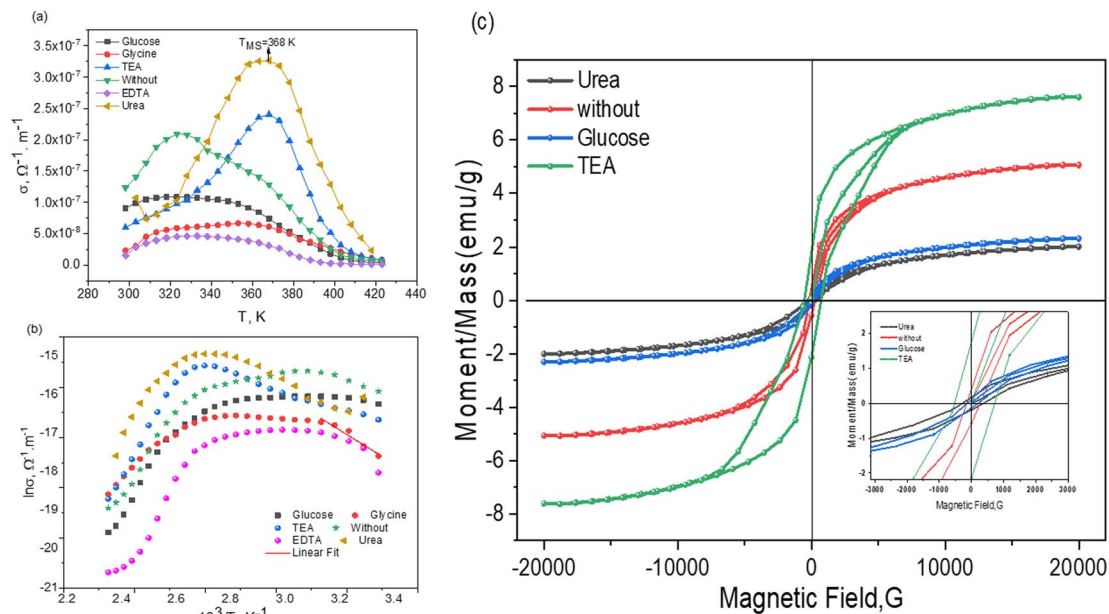 (a)
Glucose
Glycine
TEA
Without
EDTA
Urea
T_MS=368 K
3.5x10⁻⁷
3.0x10⁻⁷
2.5x10⁻⁷
2.0x10⁻⁷
1.5x10⁻⁷
1.0x10⁻⁷
5.0x10⁻⁸
0.0
σ, Ω⁻¹. m⁻¹
280 300 320 340 360 380 400 420 440
T, K
(b)
-15
-16
-17
-18
-19
-20
-21
lnσ, Ω⁻¹.m⁻¹
Glucose Glycine
TEA Without
EDTA Urea
Linear Fit
2.2 2.4 2.6 2.8 3.0 3.2 3.4
(c)
Urea
without
Glucose
TEA
8
6
4
2
0
-2
-4
-6
-8
Moment/Mass(emu/g)
-20000 -10000 0 10000 20000
Magnetic Field,G
Urea
without
Glucose
TEA
2
1
0
-1
-2
Moment/Mass(emu/g)
-3000 -2000 -1000 0 1000 2000 3000
Magnetic Field,G